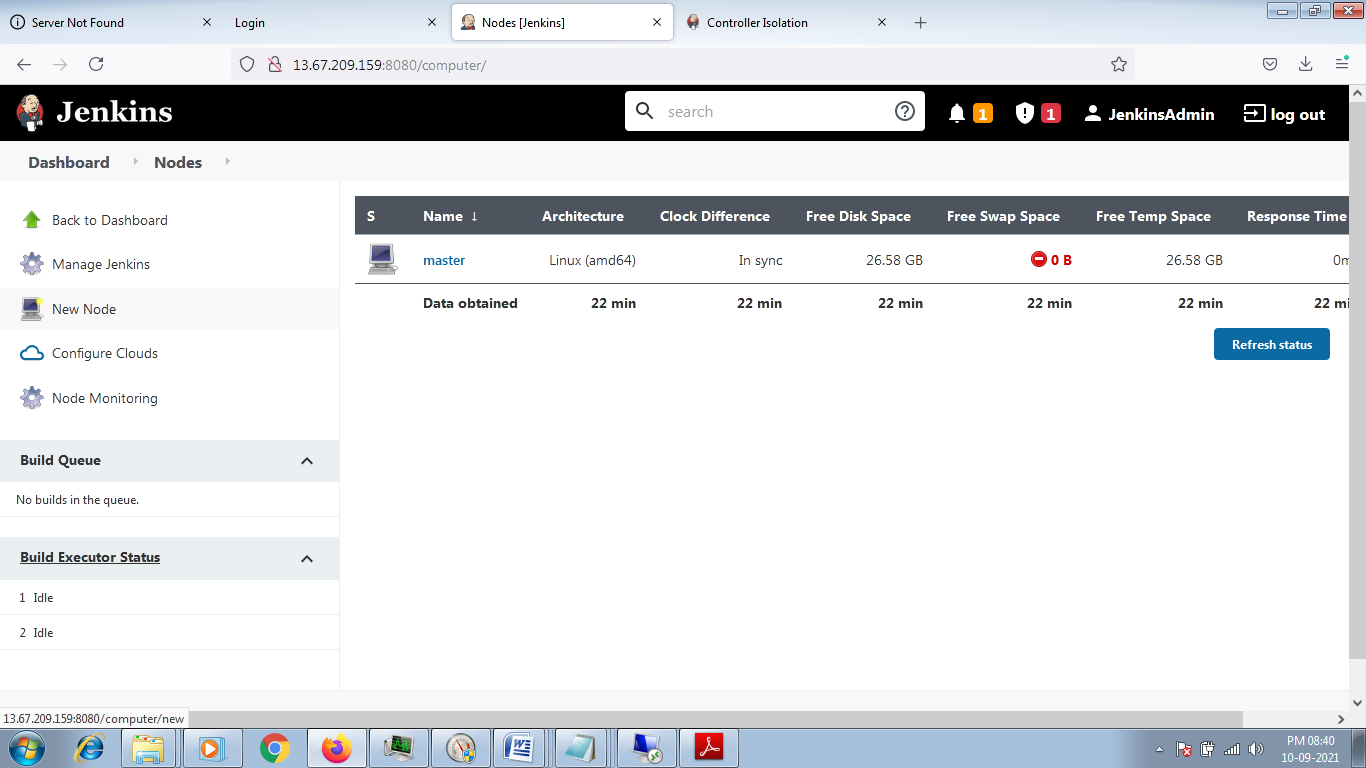 Server Not Found
Login
Nodes [Jenkins]
Controller Isolation
13.67.209.159:8080/computer/
Jenkins
search
1
1
JenkinsAdmin
log out
Dashboard
Nodes
Back to Dashboard
Manage Jenkins
New Node
Configure Clouds
Node Monitoring
Build Queue
No builds in the queue.
Build Executor Status
1 Idle
2 Idle
S Name ↓ Architecture Clock Difference Free Disk Space Free Swap Space Free Temp Space Response Time
master Linux (amd64) In sync 26.58 GB 0 B 26.58 GB 0m
Data obtained 22 min 22 min 22 min 22 min 22 min 22 mi
Refresh status
13.67.209.159:8080/computer/new
PM 08:40
10-09-2021